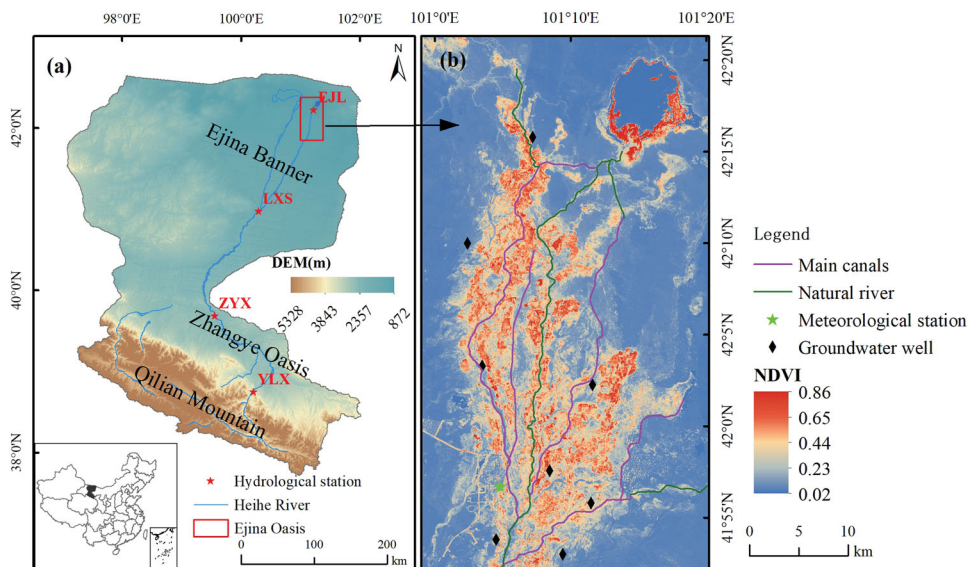 98°0'E
100°0'E
102°0'E
(a)
N
EJL
42°0'N
Ejina Banner
LXS
DEM(m)
5328
3843
2357
872
40°0'N
ZYX
Zhangye Oasis
YLX
Qilian Mountain
38°0'N
Hydrological station
Heihe River
Ejina Oasis
0
100
200
km
101°0'E
101°10'E
101°20'E
(b)
42°20'N
42°15'N
42°10'N
42°5'N
42°0'N
41°55'N
Legend
Main canals
Natural river
Meteorological station
Groundwater well
NDVI
0.86
0.65
0.44
0.23
0.02
0
5
10
km